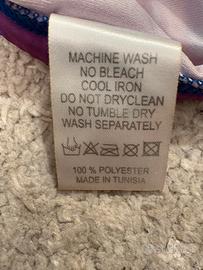 MACHINE WASH
NO BLEACH
COOL IRON
DO NOT DRYCLEAN
NO TUMBLE DRY
WASH SEPARATELY
100 % POLYESTER
MADE IN TUNISIA